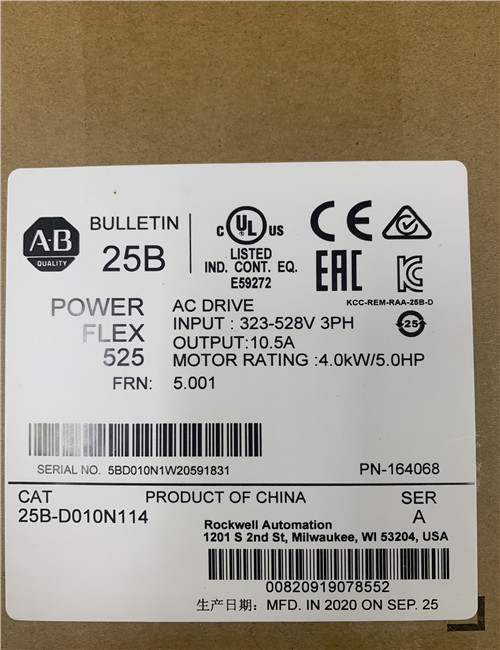 A-B
QUALITY
BULLETIN
25B
C UL US
LISTED
IND. CONT. EQ.
E59272
CE
EAC
KCC-REM-RAA-25B-D
25
POWER
FLEX
525
AC DRIVE
INPUT : 323-528V 3PH
OUTPUT:10.5A
MOTOR RATING :4.0kW/5.0HP
FRN: 5.001
SERIAL NO. 5BD010N1W20591831
PN-164068
CAT
25B-D010N114
PRODUCT OF CHINA
SER
A
Rockwell Automation
1201 S 2nd St, Milwaukee, WI 53204, USA
00820919078552
生产日期: MFD. IN 2020 ON SEP. 25